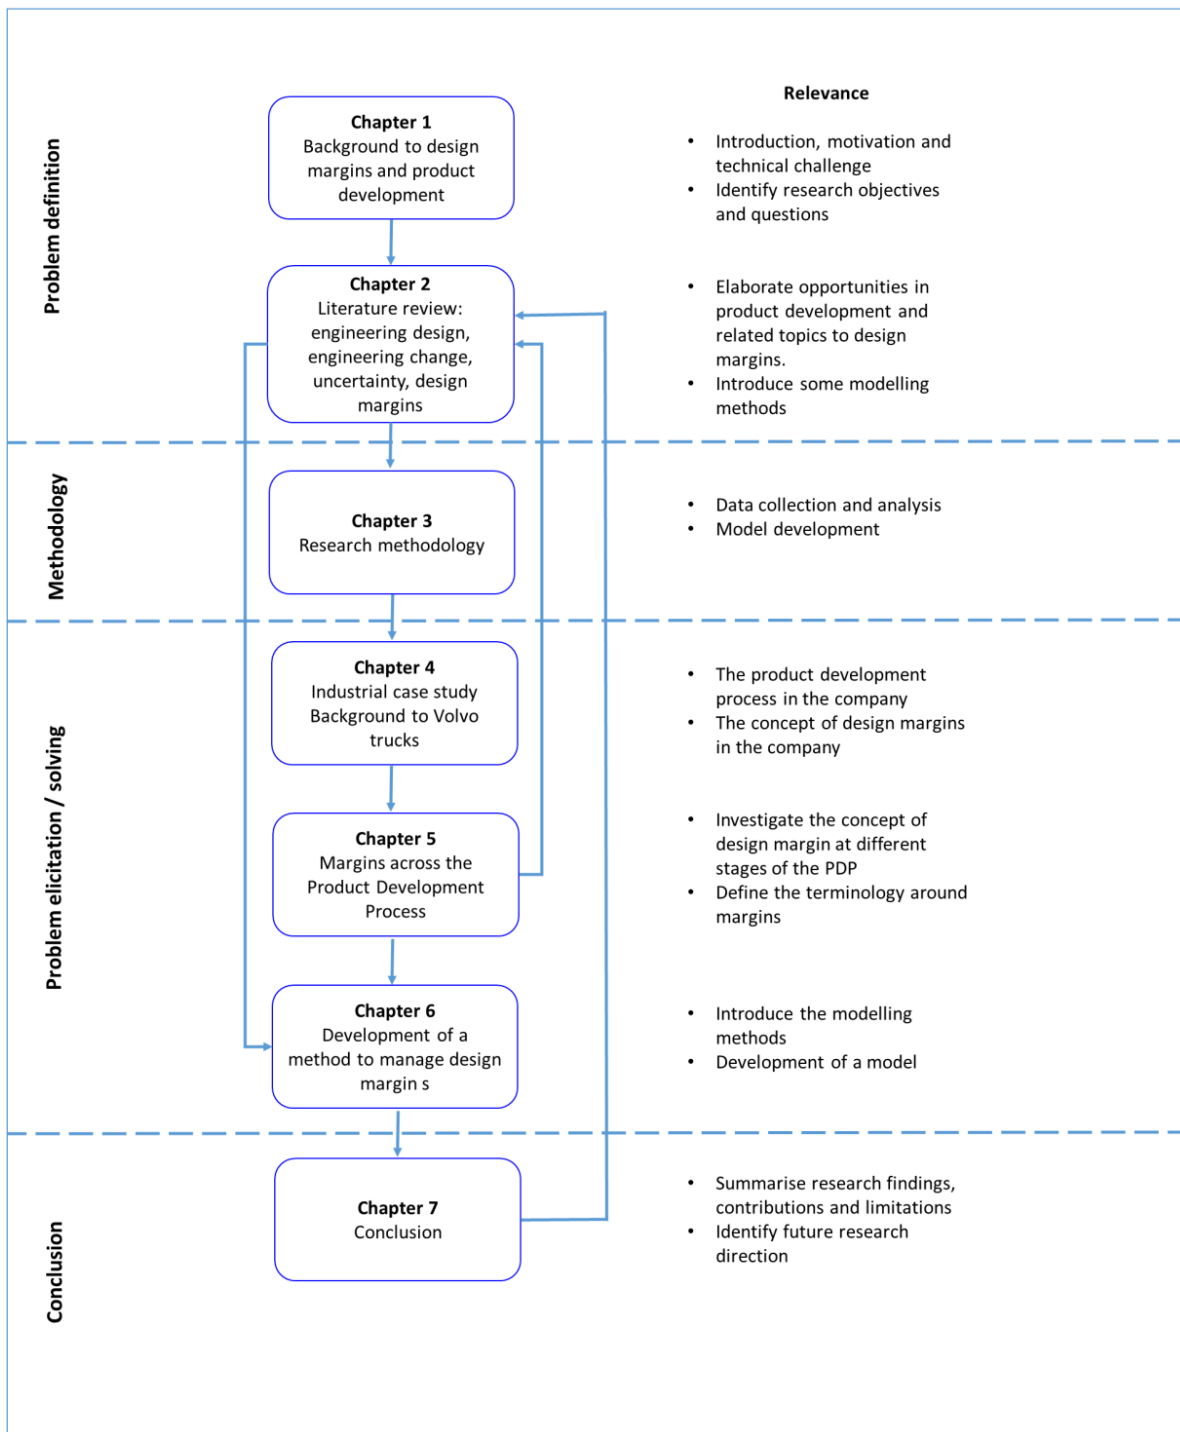 Problem definition
Chapter 1
Background to design
margins and product
development
Relevance
• Introduction, motivation and
technical challenge
• Identify research objectives
and questions
Chapter 2
Literature review:
engineering design,
engineering change,
uncertainty, design
margins
• Elaborate opportunities in
product development and
related topics to design
margins.
• Introduce some modelling
methods
Methodology
Chapter 3
Research methodology
• Data collection and analysis
• Model development
Problem elicitation / solving
Chapter 4
Industrial case study
Background to Volvo
trucks
• The product development
process in the company
• The concept of design margins
in the company
Chapter 5
Margins across the
Product Development
Process
• Investigate the concept of
design margin at different
stages of the PDP
• Define the terminology around
margins
Chapter 6
Development of a
method to manage design
margin s
• Introduce the modelling
methods
• Development of a model
Conclusion
Chapter 7
Conclusion
• Summarise research findings,
contributions and limitations
• Identify future research
direction